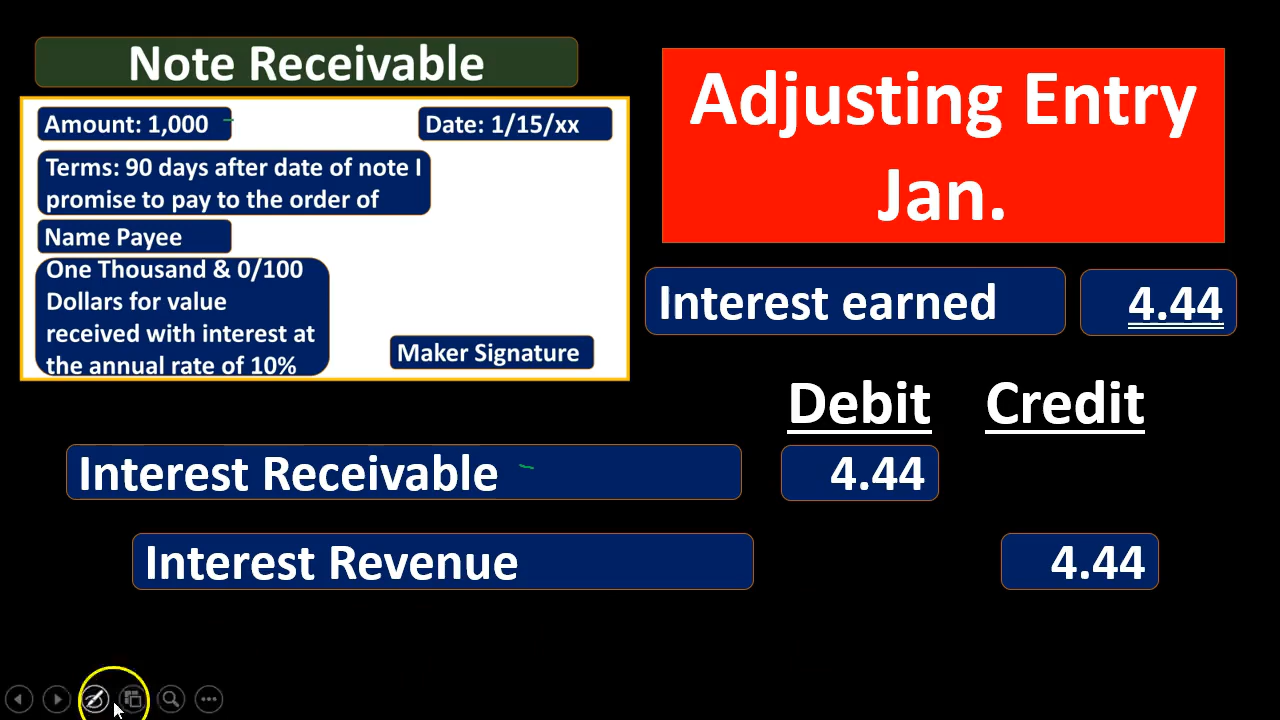 Note Receivable
Amount: 1,000
Date: 1/15/xx
Terms: 90 days after date of note I
promise to pay to the order of
Name Payee
One Thousand & 0/100
Dollars for value
received with interest at
the annual rate of 10%
Maker Signature
Adjusting Entry
Jan.
Interest earned 4.44
Debit Credit
Interest Receivable 4.44
Interest Revenue 4.44